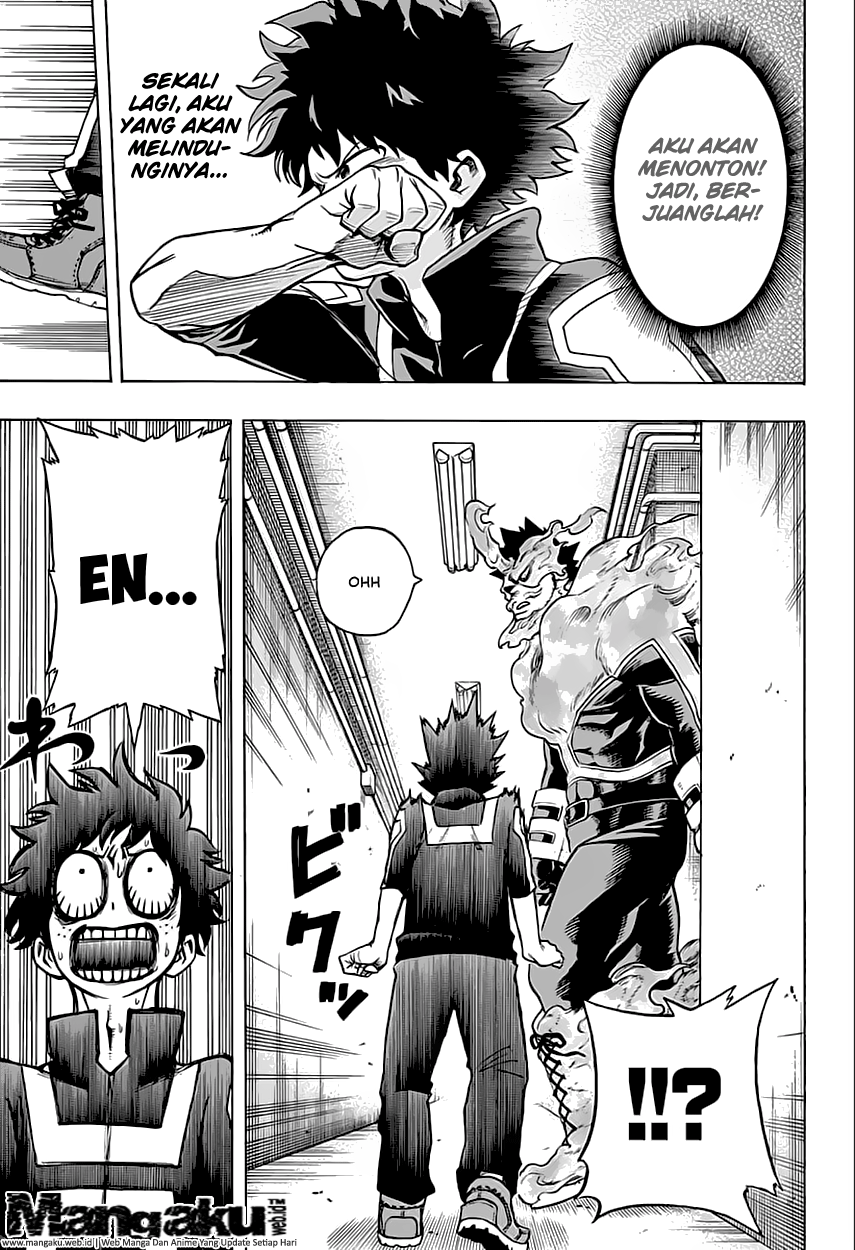 AKU AKAN
MENONTON!
JADI, BER-
JUANGLAH!
SEKALI
LAGI, AKU
YANG AKAN
MELINDU-
NGINYA...
OHH
ビクッ
!!?
EN...
わっ
Mangaku
www.mangaku.web.id | Web Manga Dan Anime Yang Update Setiap Hari